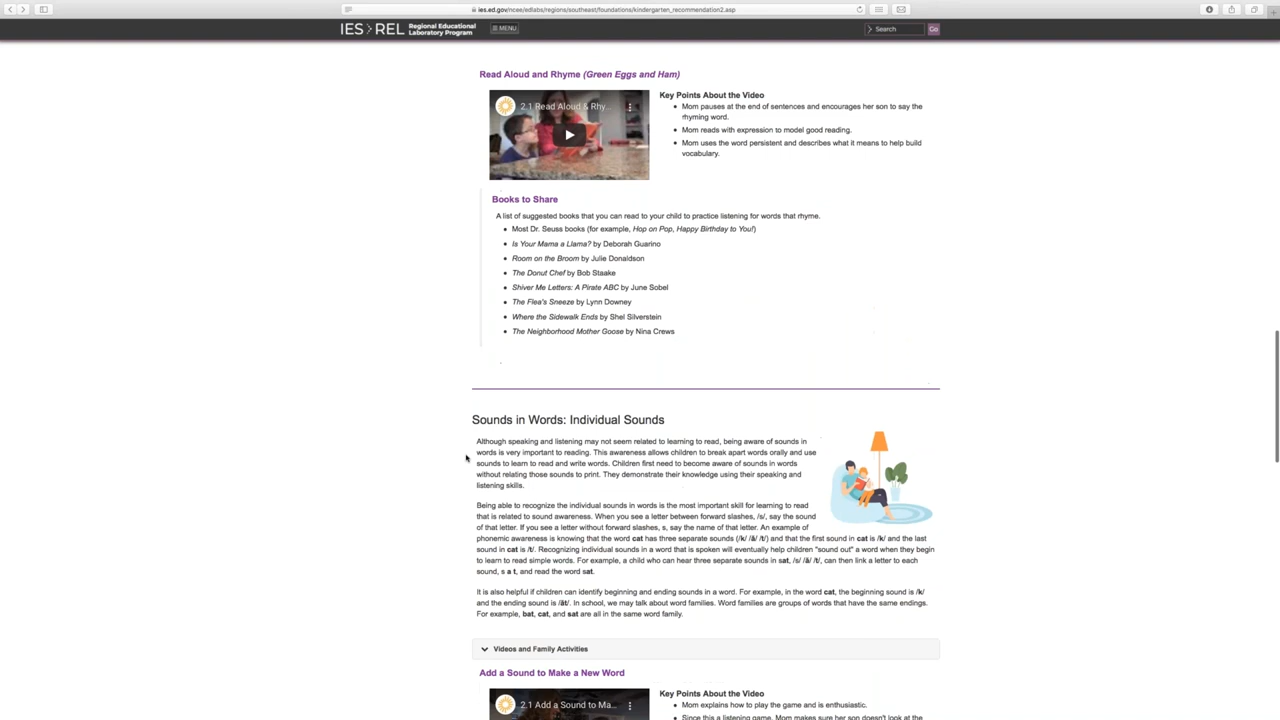 ies.ed.gov/nces/edlabs/regions/southeast/foundations/kindergarten_recommendation2.asp
IES REL Regional Educational
Laboratory Program
MENU
Search
Go
Read Aloud and Rhyme (Green Eggs and Ham)
2.1 Read Aloud & Rhy...
Key Points About the Video
• Mom pauses at the end of sentences and encourages her son to say the
rhyming word.
• Mom reads with expression to model good reading.
• Mom uses the word persistent and describes what it means to help build
vocabulary.
Books to Share
A list of suggested books that you can read to your child to practice listening for words that rhyme.
• Most Dr. Seuss books (for example, Hop on Pop, Happy Birthday to You!)
• Is Your Mama a Llama? by Deborah Guarino
• Room on the Broom by Julie Donaldson
• The Donut Chef by Bob Staake
• Shiver Me Letters: A Pirate ABC by June Sobel
• The Flea's Sneeze by Lynn Downey
• Where the Sidewalk Ends by Shel Silverstein
• The Neighborhood Mother Goose by Nina Crews
Sounds in Words: Individual Sounds
Although speaking and listening may not seem related to learning to read, being aware of sounds in
words is very important to reading. This awareness allows children to break apart words orally and use
sounds to learn to read and write words. Children first need to become aware of sounds in words
without relating those sounds to print. They demonstrate their knowledge using their speaking and
listening skills.
Being able to recognize the individual sounds in words is the most important skill for learning to read
that is related to sound awareness. When you see a letter between forward slashes, /s/, say the sound
of that letter. If you see a letter without forward slashes, s, say the name of that letter. An example of
phonemic awareness is knowing that the word cat has three separate sounds (/k/ /ă/ /t/) and that the first sound in cat is /k/ and the last
sound in cat is /t/. Recognizing individual sounds in a word that is spoken will eventually help children "sound out" a word when they begin
to learn to read simple words. For example, a child who can hear three separate sounds in sat, /s/ /ă/ /t/, can then link a letter to each
sound, s a t, and read the word sat.
It is also helpful if children can identify beginning and ending sounds in a word. For example, in the word cat, the beginning sound is /k/
and the ending sound is /ăt/. In school, we may talk about word families. Word families are groups of words that have the same endings.
For example, bat, cat, and sat are all in the same word family.
Videos and Family Activities
Add a Sound to Make a New Word
2.1 Add a Sound to Ma...
Key Points About the Video
• Mom explains how to play the game and is enthusiastic.
• Since this is a listening game, Mom makes sure her son doesn't look at the